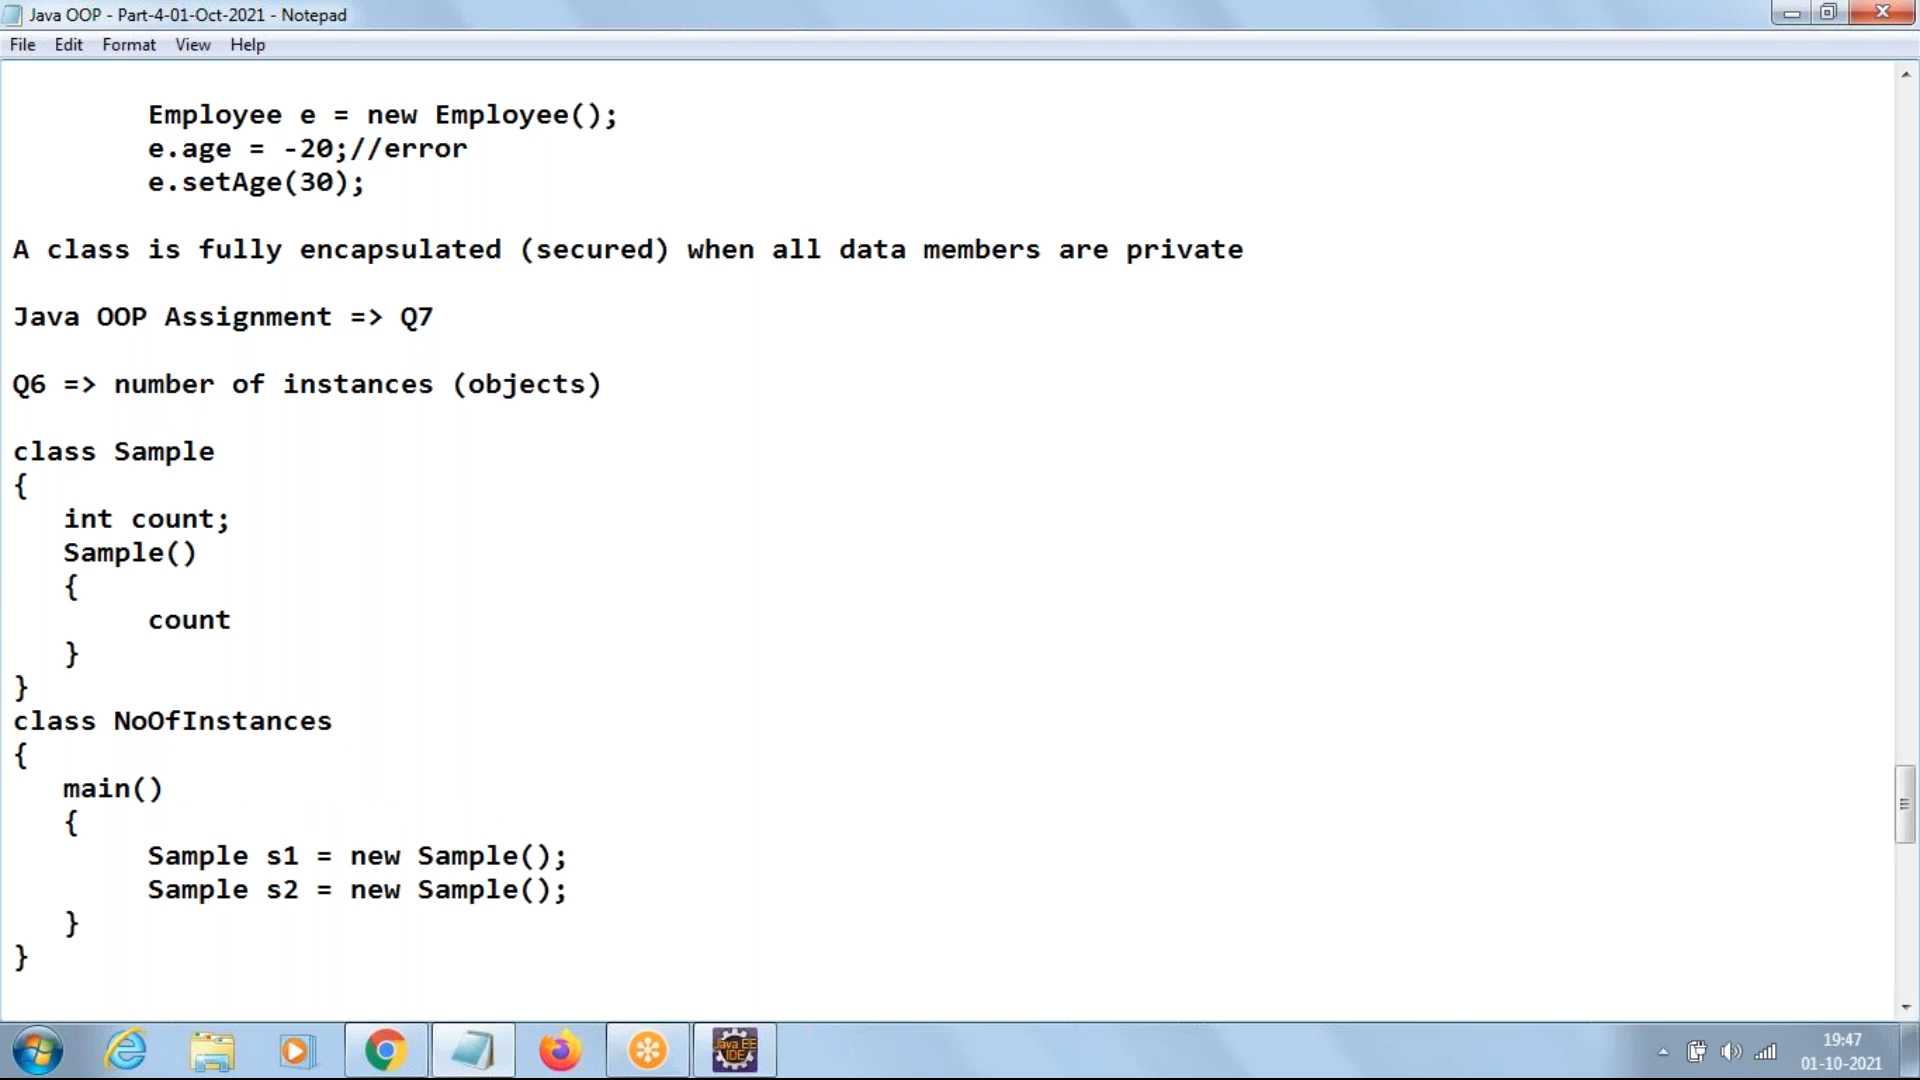 Java OOP - Part-4-01-Oct-2021 - Notepad
File Edit Format View Help
Employee e = new Employee();
e.age = -20;//error
e.setAge(30);
A class is fully encapsulated (secured) when all data members are private
Java OOP Assignment => Q7
Q6 => number of instances (objects)
class Sample
{
int count;
Sample()
{
count
}
}
class NoOfInstances
{
main()
{
Sample s1 = new Sample();
Sample s2 = new Sample();
}
}
Java EE
IDE
19:47
01-10-2021